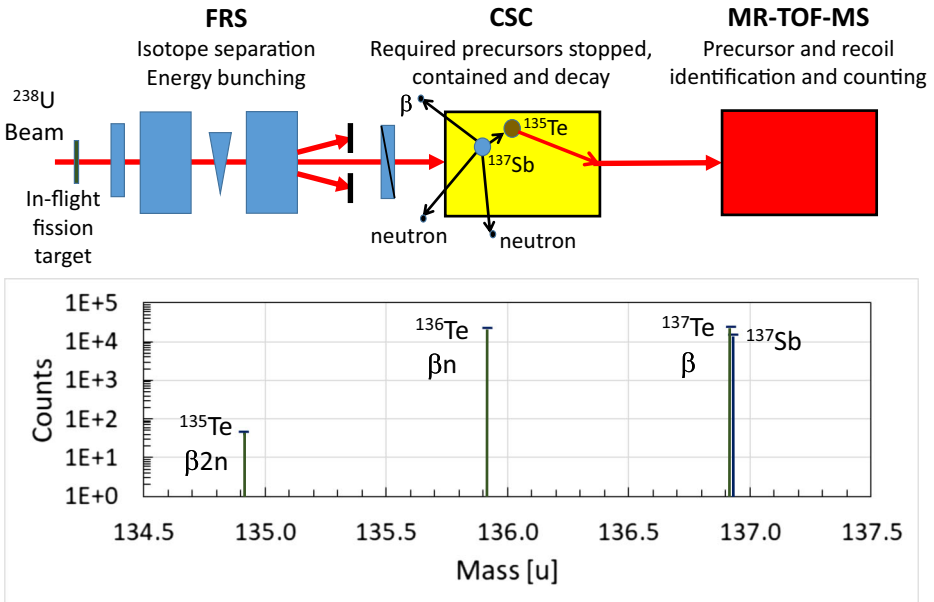 FRS
Isotope separation
Energy bunching
CSC
Required precursors stopped,
contained and decay
MR-TOF-MS
Precursor and recoil
identification and counting
²³⁸U
Beam
In-flight
fission
target
β
¹³⁵Te
¹³⁷Sb
neutron
neutron
Counts
1E+5
1E+4
1E+3
1E+2
1E+1
1E+0
¹³⁵Te
β2n
¹³⁶Te
βn
¹³⁷Te
β
¹³⁷Sb
134.5 135.0 135.5 136.0 136.5 137.0 137.5
Mass [u]